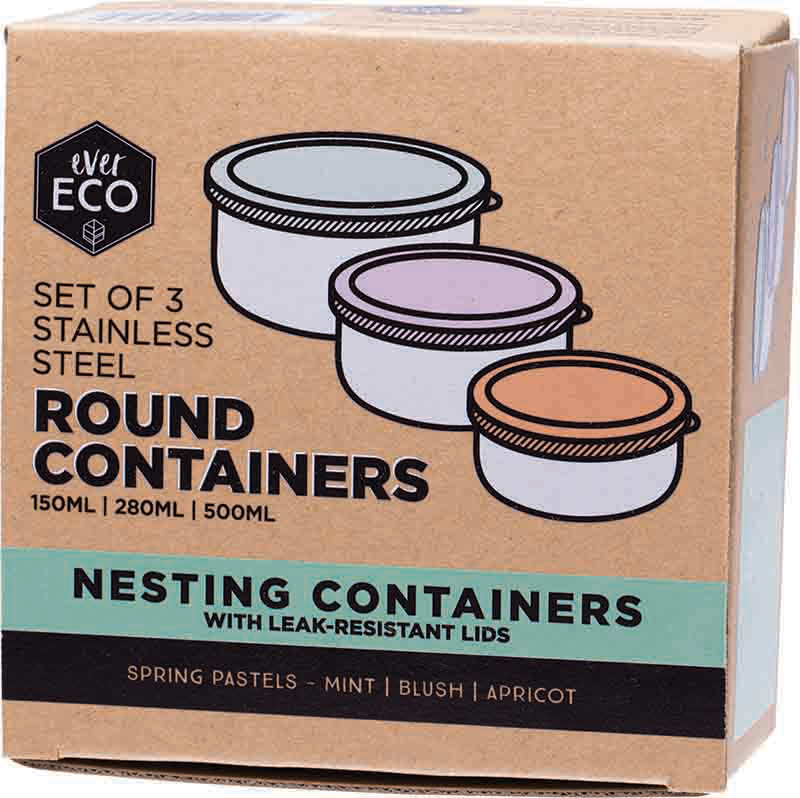 ever
ECO
SET OF 3
STAINLESS
STEEL
ROUND
CONTAINERS
150ML | 280ML | 500ML
NESTING CONTAINERS
WITH LEAK-RESISTANT LIDS
SPRING PASTELS - MINT | BLUSH | APRICOT